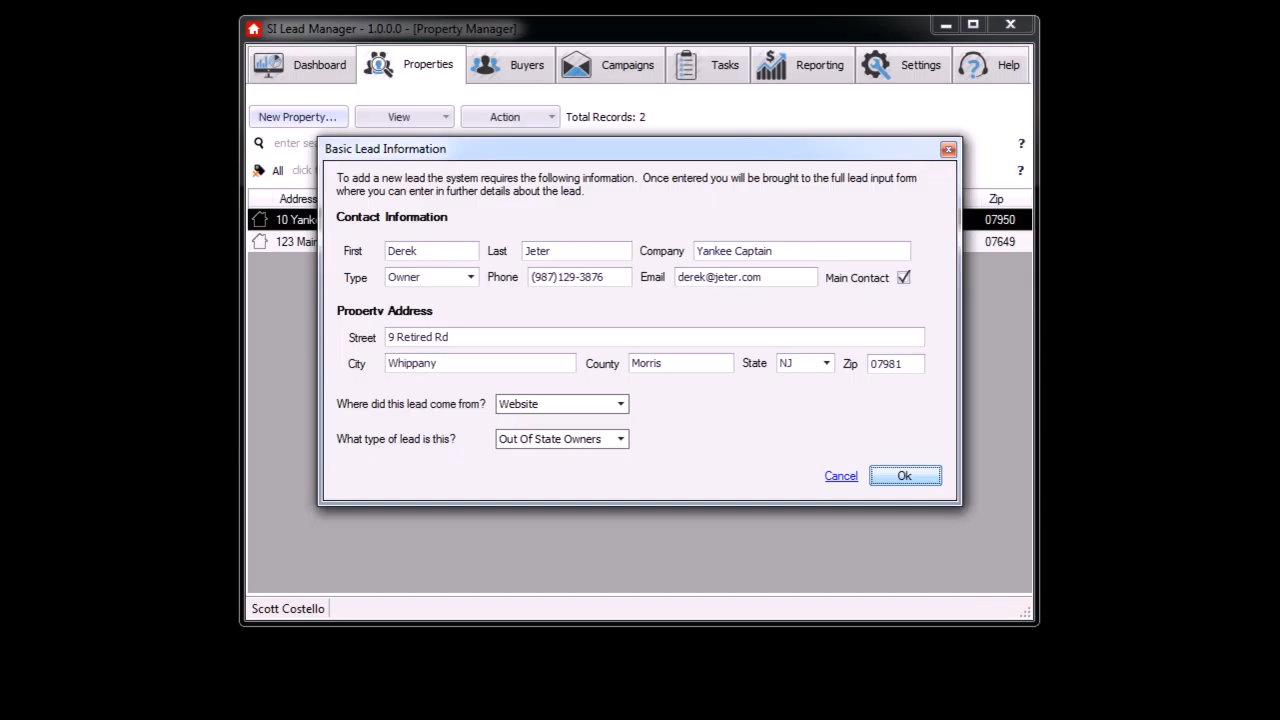 SI Lead Manager - 1.0.0.0 - [Property Manager]
Dashboard Properties Buyers Campaigns Tasks Reporting Settings Help
New Property... View Action Total Records: 2
enter sea ?
All click t ?
Address Zip
10 Yank 07950
123 Main 07649
Basic Lead Information
To add a new lead the system requires the following information. Once entered you will be brought to the full lead input form
where you can enter in further details about the lead.
Contact Information
First Derek Last Jeter Company Yankee Captain
Type Owner Phone (987)129-3876 Email derek@jeter.com Main Contact
Property Address
Street 9 Retired Rd
City Whippany County Morris State NJ Zip 07981
Where did this lead come from? Website
What type of lead is this? Out Of State Owners
Cancel Ok
Scott Costello